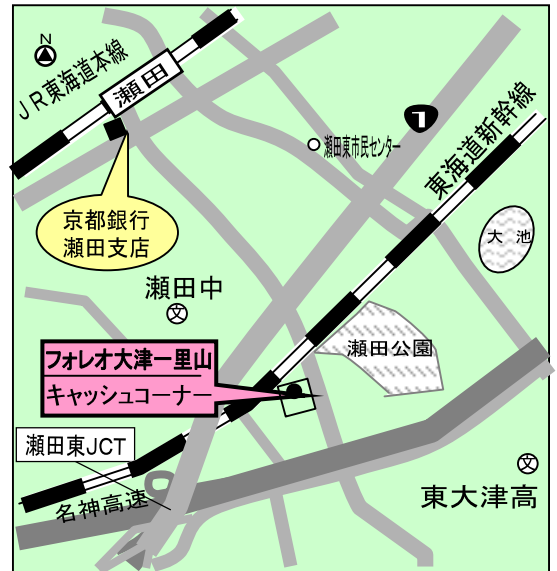 N
JR東海道本線
瀬田
1
東海道新幹線
瀬田東市民センター
京都銀行
瀬田支店
大池
瀬田中
文
瀬田公園
フォレオ大津一里山
キャッシュコーナー
瀬田東JCT
文
東大津高
名神高速